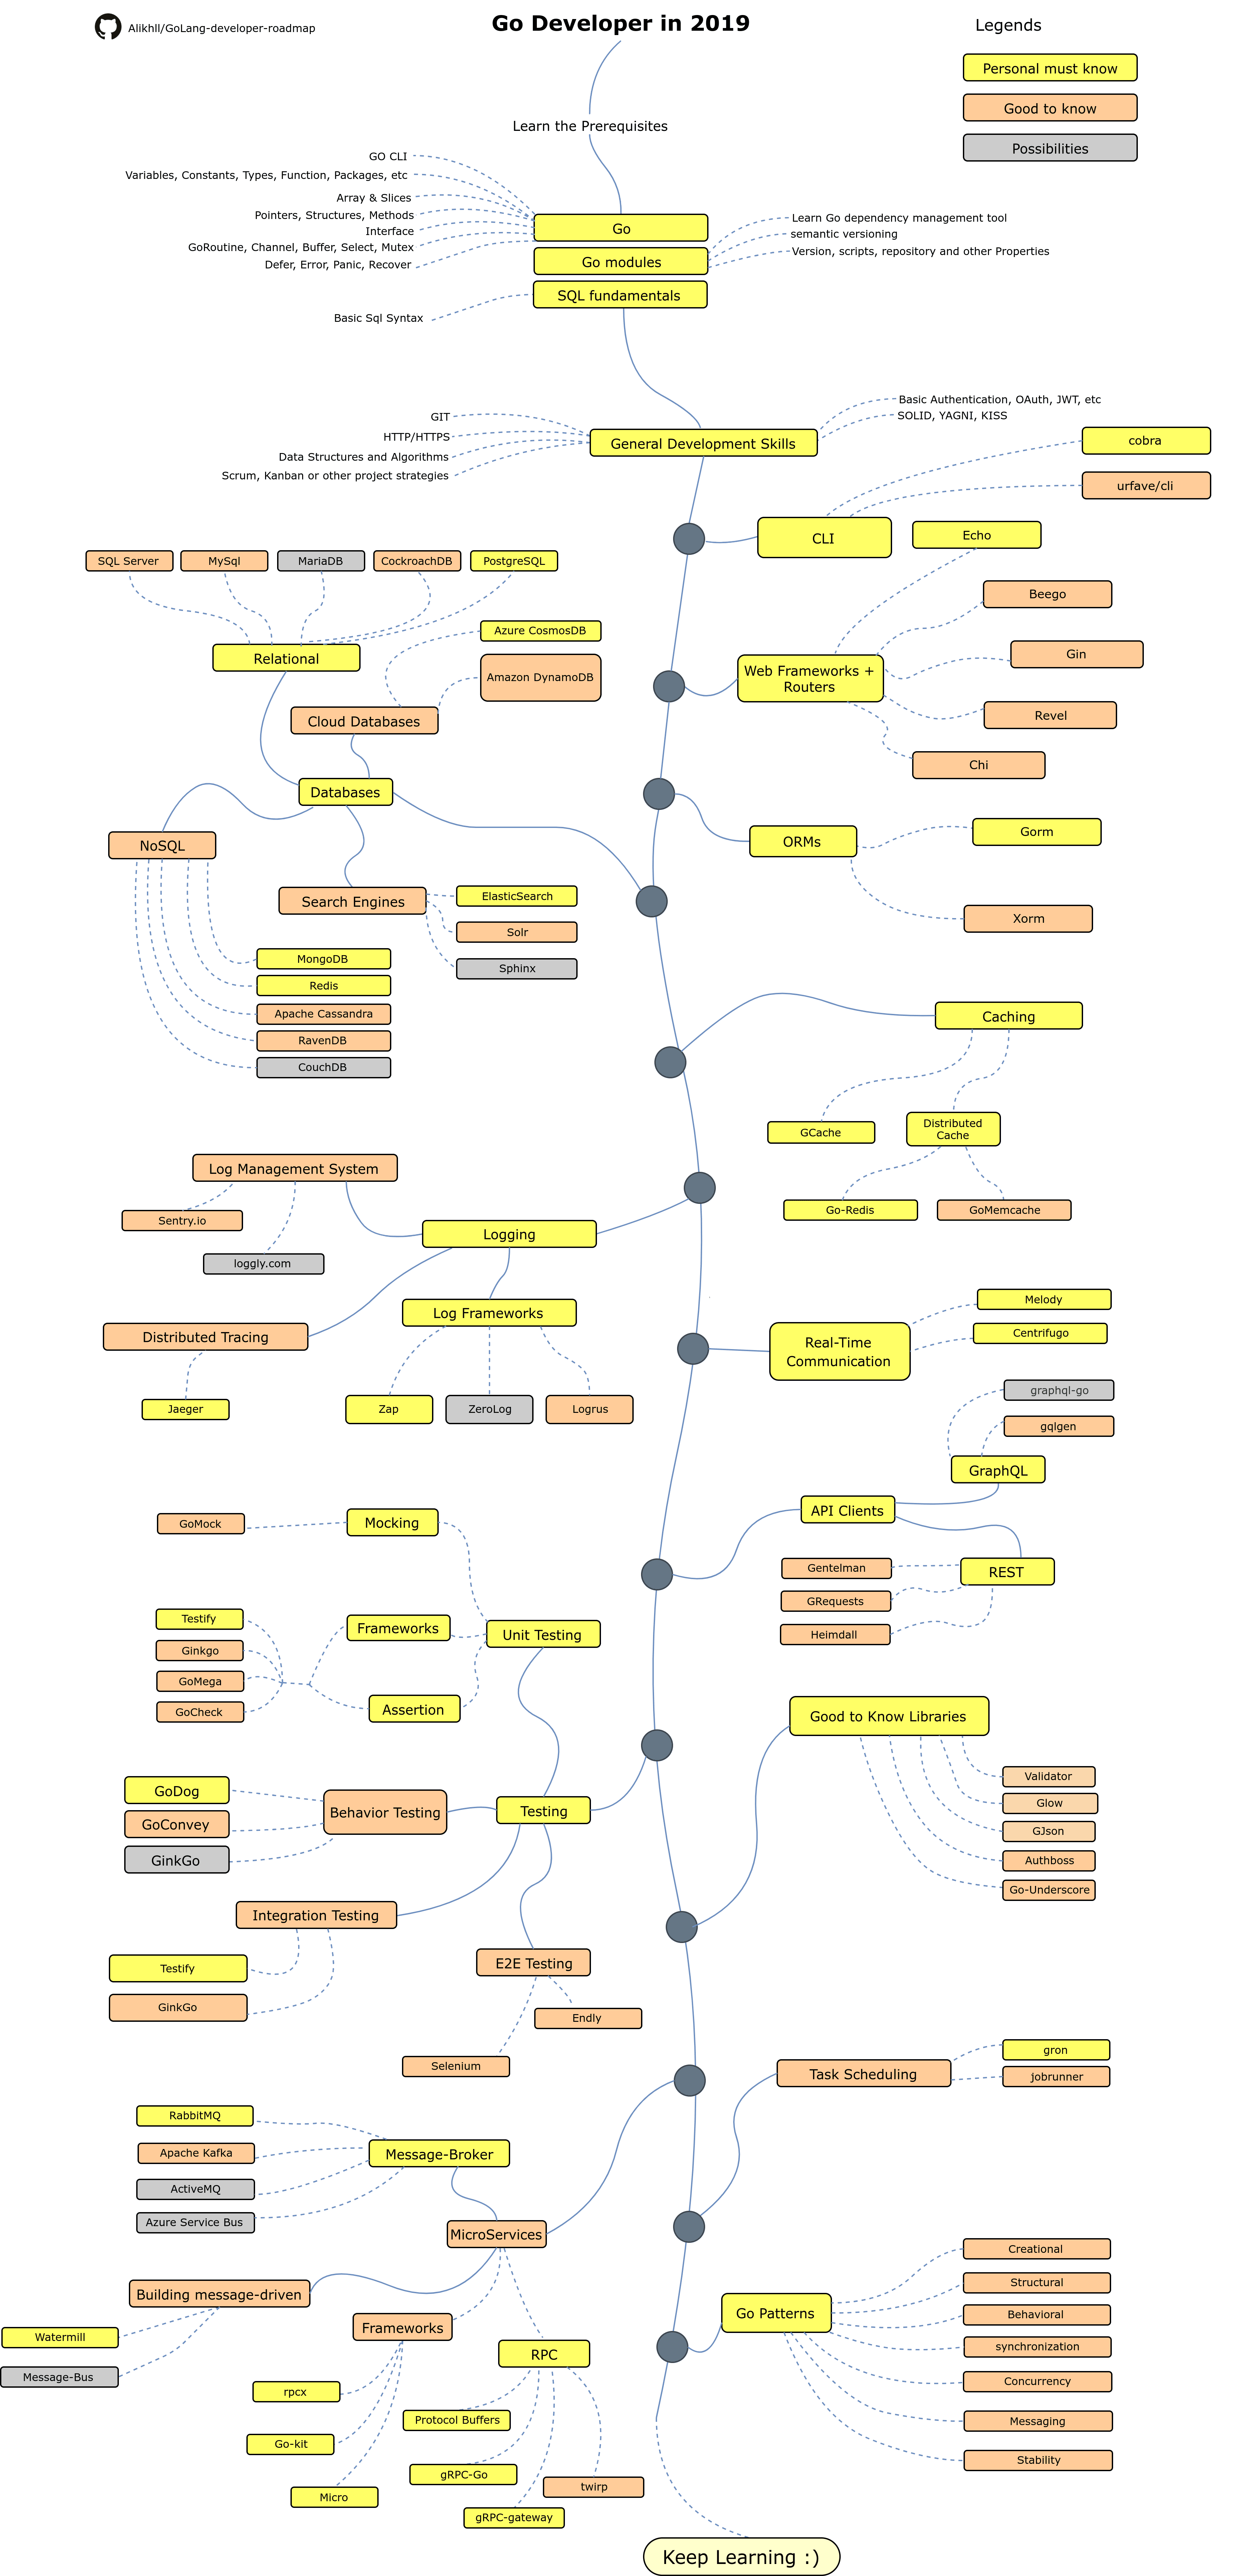 Alikhll/GoLang-developer-roadmap
Go Developer in 2019
Legends
Personal must know
Good to know
Possibilities
Learn the Prerequisites
GO CLI
Variables, Constants, Types, Function, Packages, etc
Array & Slices
Pointers, Structures, Methods
Interface
GoRoutine, Channel, Buffer, Select, Mutex
Defer, Error, Panic, Recover
Go
Go modules
SQL fundamentals
Learn Go dependency management tool
semantic versioning
Version, scripts, repository and other Properties
Basic Sql Syntax
GIT
HTTP/HTTPS
Data Structures and Algorithms
Scrum, Kanban or other project strategies
General Development Skills
Basic Authentication, OAuth, JWT, etc
SOLID, YAGNI, KISS
cobra
urfave/cli
CLI
Echo
Beego
Gin
Revel
Chi
Web Frameworks +
Routers
SQL Server
MySql
MariaDB
CockroachDB
PostgreSQL
Relational
Azure CosmosDB
Amazon DynamoDB
Cloud Databases
Databases
NoSQL
Search Engines
ElasticSearch
Solr
Sphinx
MongoDB
Redis
Apache Cassandra
RavenDB
CouchDB
ORMs
Gorm
Xorm
Caching
GCache
Distributed
Cache
Go-Redis
GoMemcache
Log Management System
Sentry.io
loggly.com
Logging
Log Frameworks
Distributed Tracing
Jaeger
Zap
ZeroLog
Logrus
Real-Time
Communication
Melody
Centrifugo
graphql-go
gqlgen
GraphQL
API Clients
REST
Gentelman
GRequests
Heimdall
GoMock
Mocking
Testify
Ginkgo
GoMega
GoCheck
Frameworks
Unit Testing
Assertion
Good to Know Libraries
Validator
Glow
GJson
Authboss
Go-Underscore
GoDog
GoConvey
GinkGo
Behavior Testing
Testing
Integration Testing
Testify
GinkGo
E2E Testing
Endly
Selenium
Task Scheduling
gron
jobrunner
RabbitMQ
Apache Kafka
ActiveMQ
Azure Service Bus
Message-Broker
MicroServices
Building message-driven
Watermill
Message-Bus
Frameworks
rpcx
Go-kit
Micro
RPC
Protocol Buffers
gRPC-Go
twirp
gRPC-gateway
Go Patterns
Creational
Structural
Behavioral
synchronization
Concurrency
Messaging
Stability
Keep Learning :)